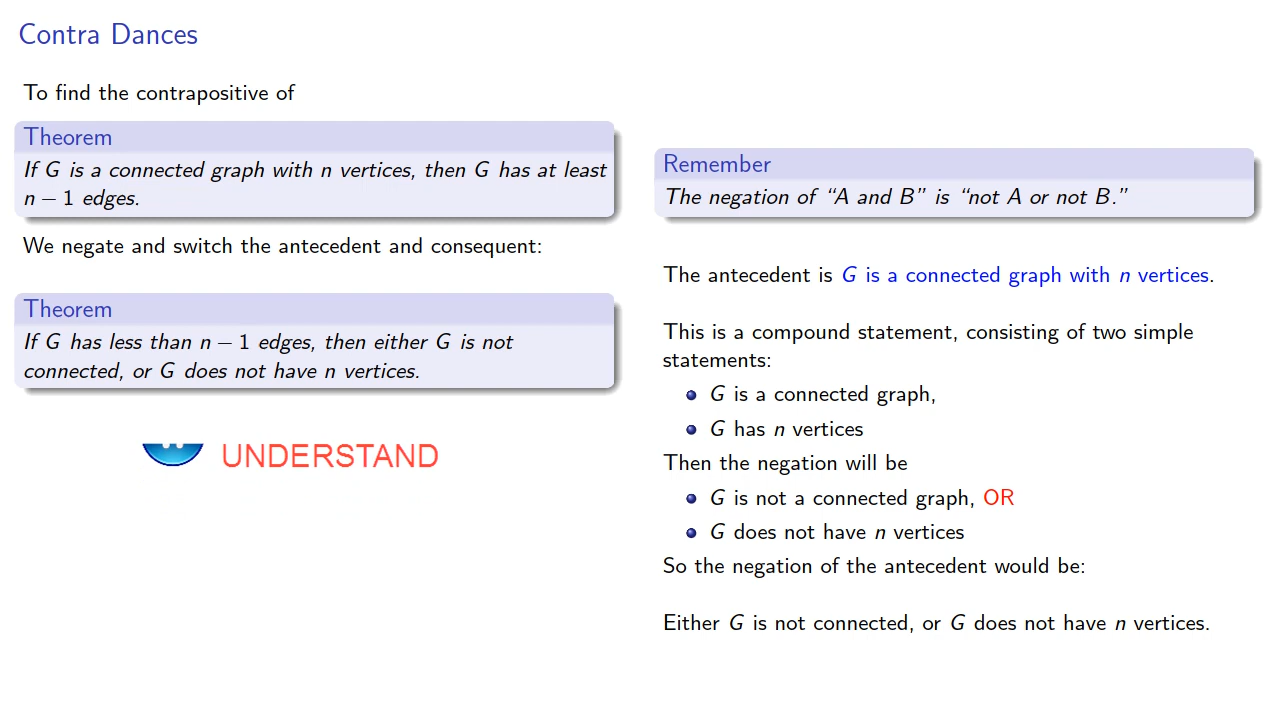 Contra Dances
To find the contrapositive of
Theorem
If G is a connected graph with n vertices, then G has at least
n − 1 edges.
We negate and switch the antecedent and consequent:
Theorem
If G has less than n − 1 edges, then either G is not
connected, or G does not have n vertices.
UNDERSTAND
Remember
The negation of “A and B” is “not A or not B.”
The antecedent is G is a connected graph with n vertices.
This is a compound statement, consisting of two simple
statements:
G is a connected graph,
G has n vertices
Then the negation will be
G is not a connected graph, OR
G does not have n vertices
So the negation of the antecedent would be:
Either G is not connected, or G does not have n vertices.